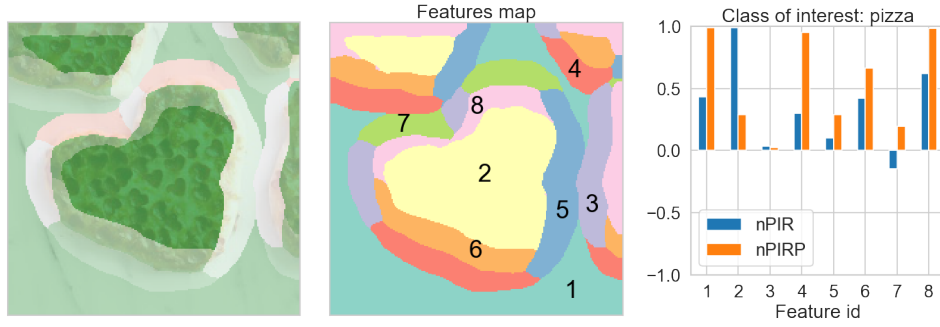 Features map
4
8
7
2
5
3
6
1
Class of interest: pizza
1.0
0.5
0.0
−0.5
−1.0
nPIR
nPIRP
1 2 3 4 5 6 7 8
Feature id